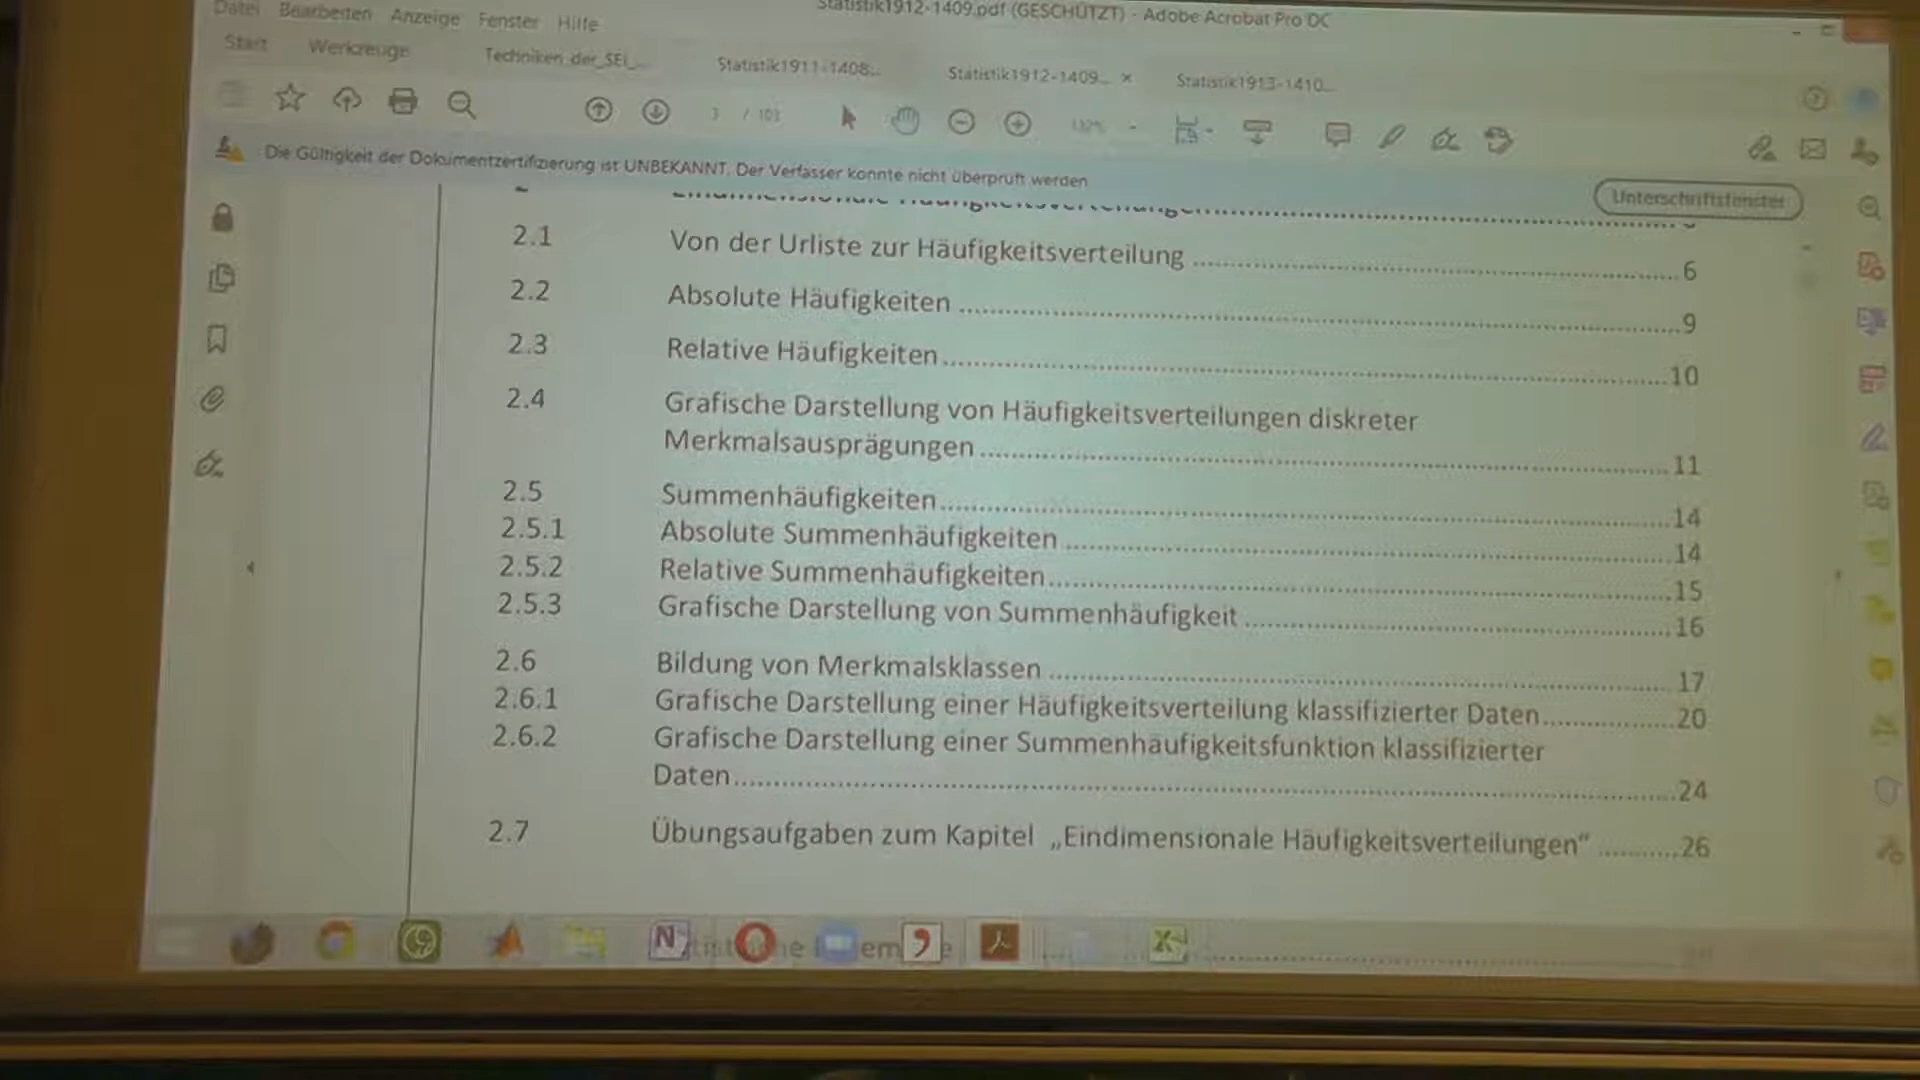 Datei Bearbeiten Anzeige Fenster Hilfe
Statistik1912-1409.pdf (GESCHÜTZT) - Adobe Acrobat Pro DC
Start Werkzeuge Techniken der_SEL_... Statistik1911-1408... Statistik1912-1409... × Statistik1913-1410...
3 / 103
Die Gültigkeit der Dokumentzertifizierung ist UNBEKANNT. Der Verfasser konnte nicht überprüft werden
Unterschriftsfenster
2.1 Von der Urliste zur Häufigkeitsverteilung ........ 6
2.2 Absolute Häufigkeiten ........ 9
2.3 Relative Häufigkeiten ........ 10
2.4 Grafische Darstellung von Häufigkeitsverteilungen diskreter
Merkmalsausprägungen ........ 11
2.5 Summenhäufigkeiten ........ 14
2.5.1 Absolute Summenhäufigkeiten ........ 14
2.5.2 Relative Summenhäufigkeiten ........ 15
2.5.3 Grafische Darstellung von Summenhäufigkeit ........ 16
2.6 Bildung von Merkmalsklassen ........ 17
2.6.1 Grafische Darstellung einer Häufigkeitsverteilung klassifizierter Daten ........ 20
2.6.2 Grafische Darstellung einer Summenhäufigkeitsfunktion klassifizierter
Daten ........ 24
2.7 Übungsaufgaben zum Kapitel „Eindimensionale Häufigkeitsverteilungen“ ........ 26